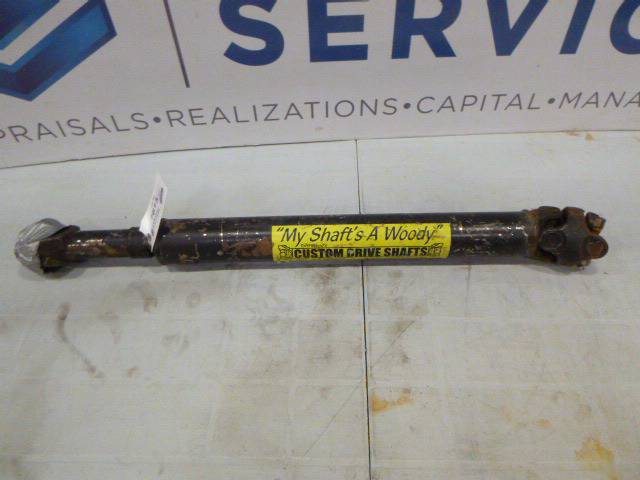 SERVIC
PRAISALS•REALIZATIONS•CAPITAL•MANA
"My Shaft's A Woody"
CUSTOM DRIVE SHAFTS